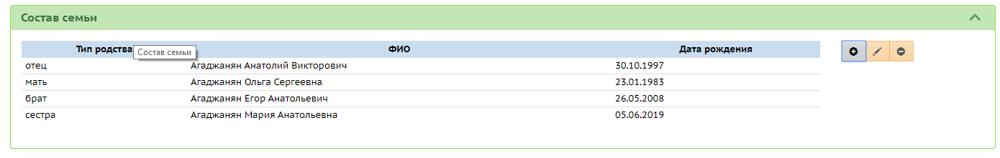 Состав семьи
Тип родства ФИО Дата рождения
Состав семьи
отец Агаджанян Анатолий Викторович 30.10.1997
мать Агаджанян Ольга Сергеевна 23.01.1983
брат Агаджанян Егор Анатольевич 26.05.2008
сестра Агаджанян Мария Анатольевна 05.06.2019